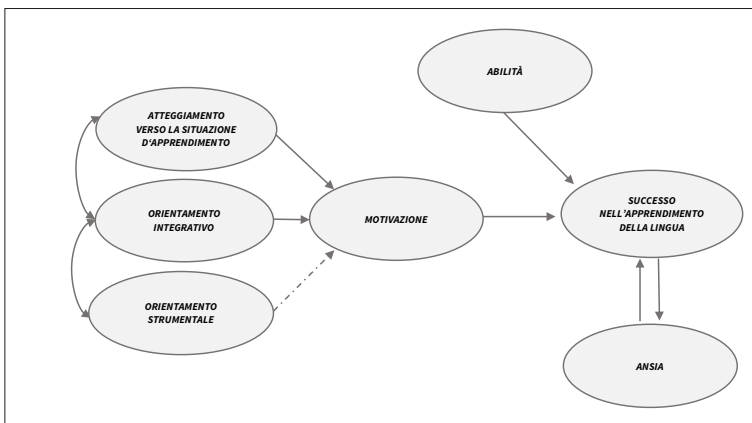 ABILITÀ
ATTEGGIAMENTO
VERSO LA SITUAZIONE
D'APPRENDIMENTO
ORIENTAMENTO
INTEGRATIVO
MOTIVAZIONE
SUCCESSO
NELL'APPRENDIMENTO
DELLA LINGUA
ORIENTAMENTO
STRUMENTALE
ANSIA